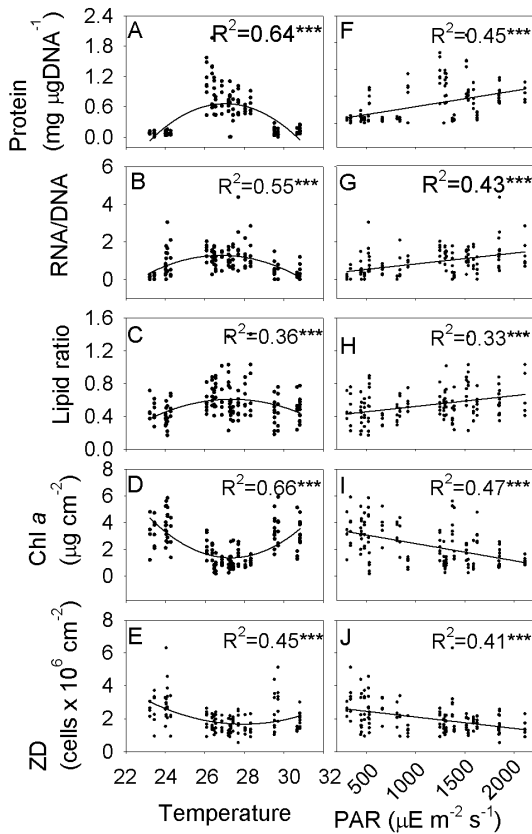 A R²=0.64***
F R²=0.45***
Protein
(mg µgDNA⁻¹)
2.4
1.8
1.2
0.6
0.0
B R²=0.55***
G R²=0.43***
RNA/DNA
6
4
2
0
C R²=0.36***
H R²=0.33***
Lipid ratio
1.6
1.2
0.8
0.4
0.0
D R²=0.66***
I R²=0.47***
Chl a
(µg cm⁻²)
8
6
4
2
0
E R²=0.45***
J R²=0.41***
ZD
(cells x 10⁶ cm⁻²)
8
6
4
2
0
22 24 26 28 30 32
500 1000 1500 2000
Temperature
PAR (µE m⁻² s⁻¹)